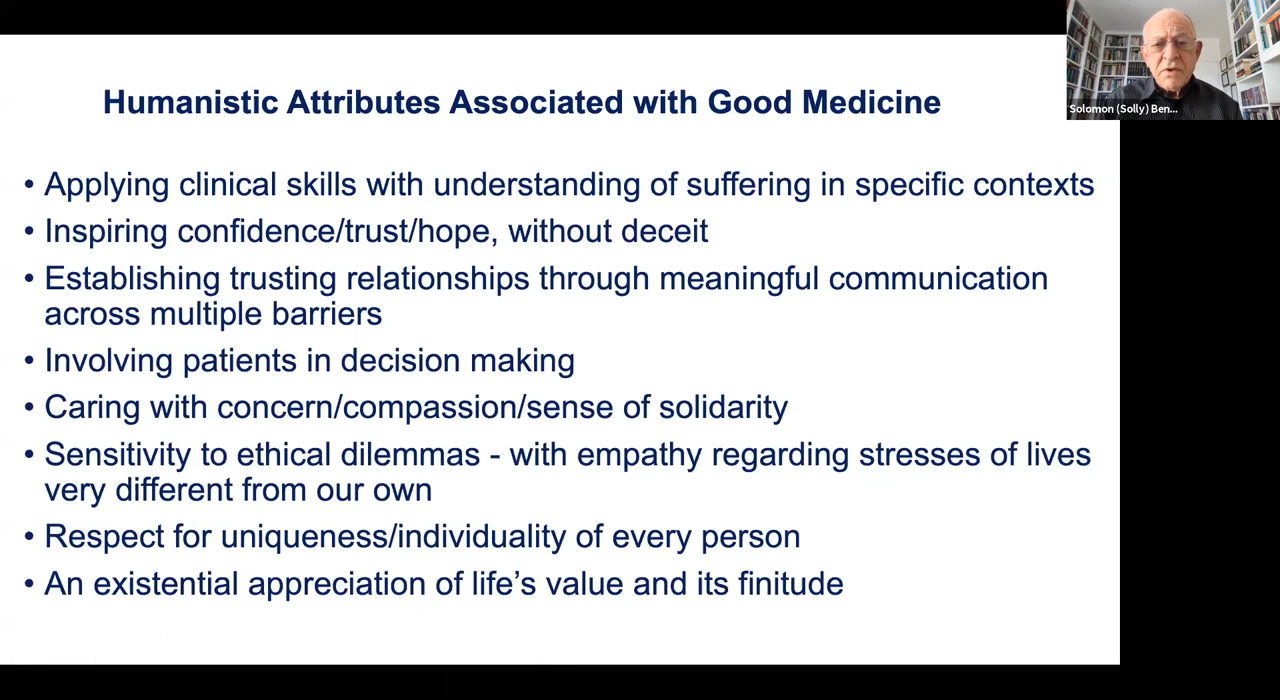 Humanistic Attributes Associated with Good Medicine
Solomon (Solly) Ben...
• Applying clinical skills with understanding of suffering in specific contexts
• Inspiring confidence/trust/hope, without deceit
• Establishing trusting relationships through meaningful communication
across multiple barriers
• Involving patients in decision making
• Caring with concern/compassion/sense of solidarity
• Sensitivity to ethical dilemmas - with empathy regarding stresses of lives
very different from our own
• Respect for uniqueness/individuality of every person
• An existential appreciation of life’s value and its finitude